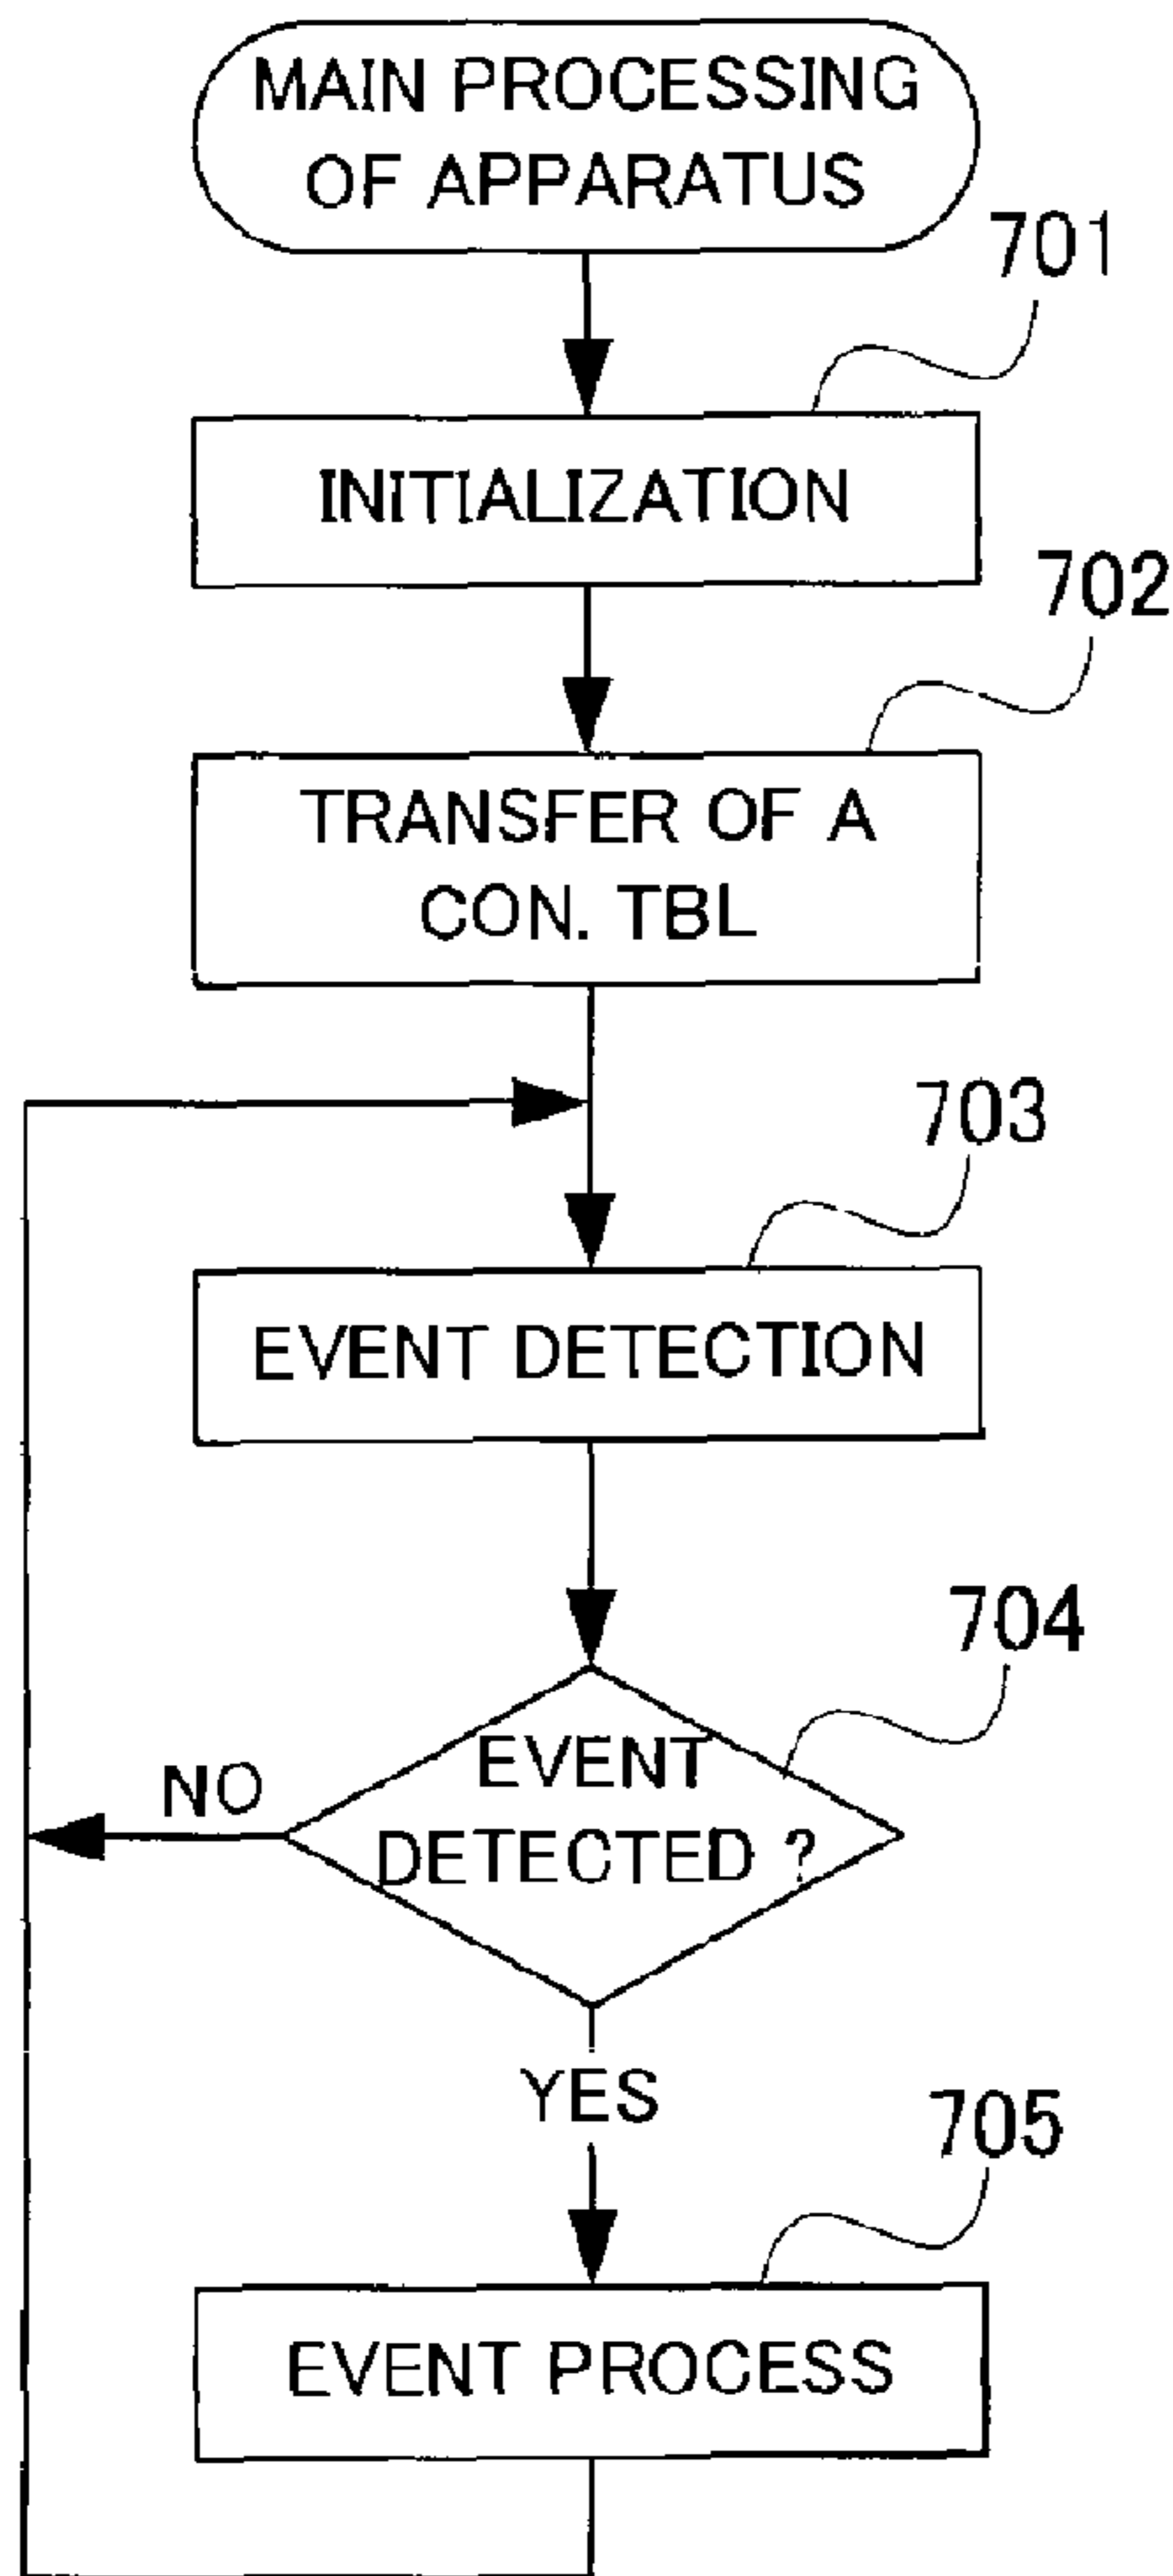 MAIN PROCESSING
OF APPARATUS
701
INITIALIZATION
702
TRANSFER OF A
CON. TBL
703
EVENT DETECTION
704
EVENT
DETECTED ?
NO
YES
705
EVENT PROCESS